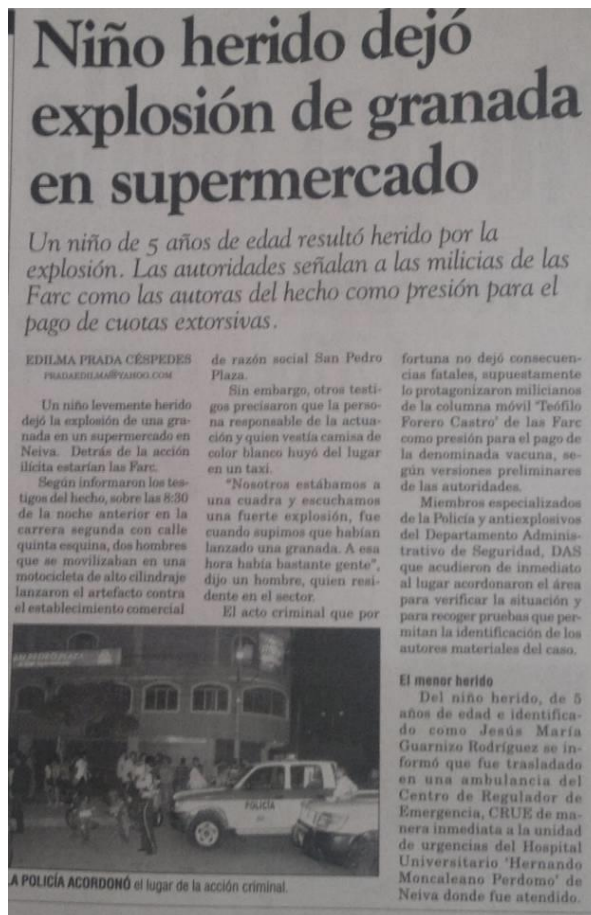 Niño herido dejó
explosión de granada
en supermercado
Un niño de 5 años de edad resultó herido por la
explosión. Las autoridades señalan a las milicias de las
Farc como las autoras del hecho como presión para el
pago de cuotas extorsivas.
EDILMA PRADA CÉSPEDES
PRADAEDILMA@YAHOO.COM
Un niño levemente herido
dejó la explosión de una gra-
nada en un supermercado en
Neiva. Detrás de la acción
ilícita estarían las Farc.
Según informaron los tes-
tigos del hecho, sobre las 8:30
de la noche anterior en la
carrera segunda con calle
quinta esquina, dos hombres
que se movilizaban en una
motocicleta de alto cilindraje
lanzaron el artefacto contra
el establecimiento comercial
de razón social San Pedro
Plaza.
Sin embargo, otros testi-
gos precisaron que la perso-
na responsable de la actua-
ción y quien vestía camisa de
color blanco huyó del lugar
en un taxi.
"Nosotros estábamos a
una cuadra y escuchamos
una fuerte explosión, fue
cuando supimos que habían
lanzado una granada. A esa
hora había bastante gente",
dijo un hombre, quien resi-
dente en el sector.
El acto criminal que por
fortuna no dejó consecuen-
cias fatales, supuestamente
lo protagonizaron milicianos
de la columna móvil 'Teófilo
Forero Castro' de las Farc
como presión para el pago de
la denominada vacuna, se-
gún versiones preliminares
de las autoridades.
Miembros especializados
de la Policía y antiexplosivos
del Departamento Adminis-
trativo de Seguridad, DAS
que acudieron de inmediato
al lugar acordonaron el área
para verificar la situación y
para recoger pruebas que per-
mitan la identificación de los
autores materiales del caso.
El menor herido
Del niño herido, de 5
años de edad e identifica-
do como Jesús María
Guarnizo Rodríguez se in-
formó que fue trasladado
en una ambulancia del
Centro de Regulador de
Emergencia, CRUE de ma-
nera inmediata a la unidad
de urgencias del Hospital
Universitario 'Hernando
Moncaleano Perdomo' de
Neiva donde fue atendido.
SAN PEDRO PLAZA
POLICÍA
LA POLICÍA ACORDONÓ el lugar de la acción criminal.